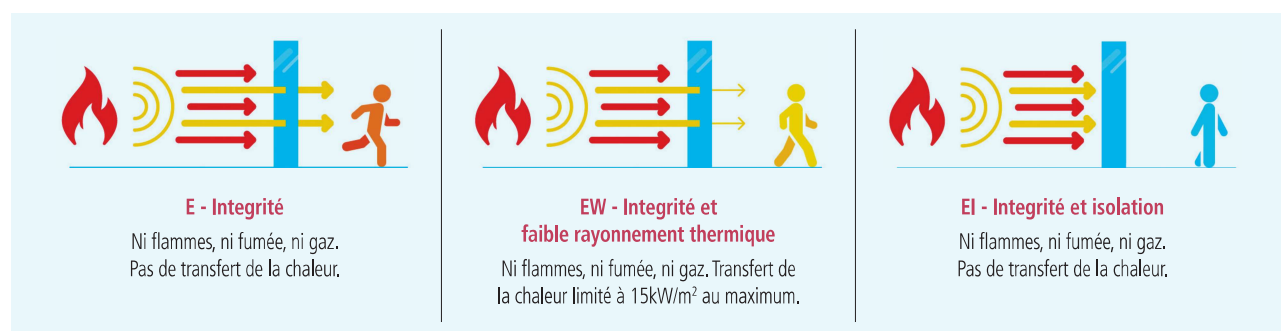 E - Integrité
Ni flammes, ni fumée, ni gaz.
Pas de transfert de la chaleur.
EW - Integrité et
faible rayonnement thermique
Ni flammes, ni fumée, ni gaz. Transfert de
la chaleur limité à 15kW/m² au maximum.
EI - Integrité et isolation
Ni flammes, ni fumée, ni gaz.
Pas de transfert de la chaleur.